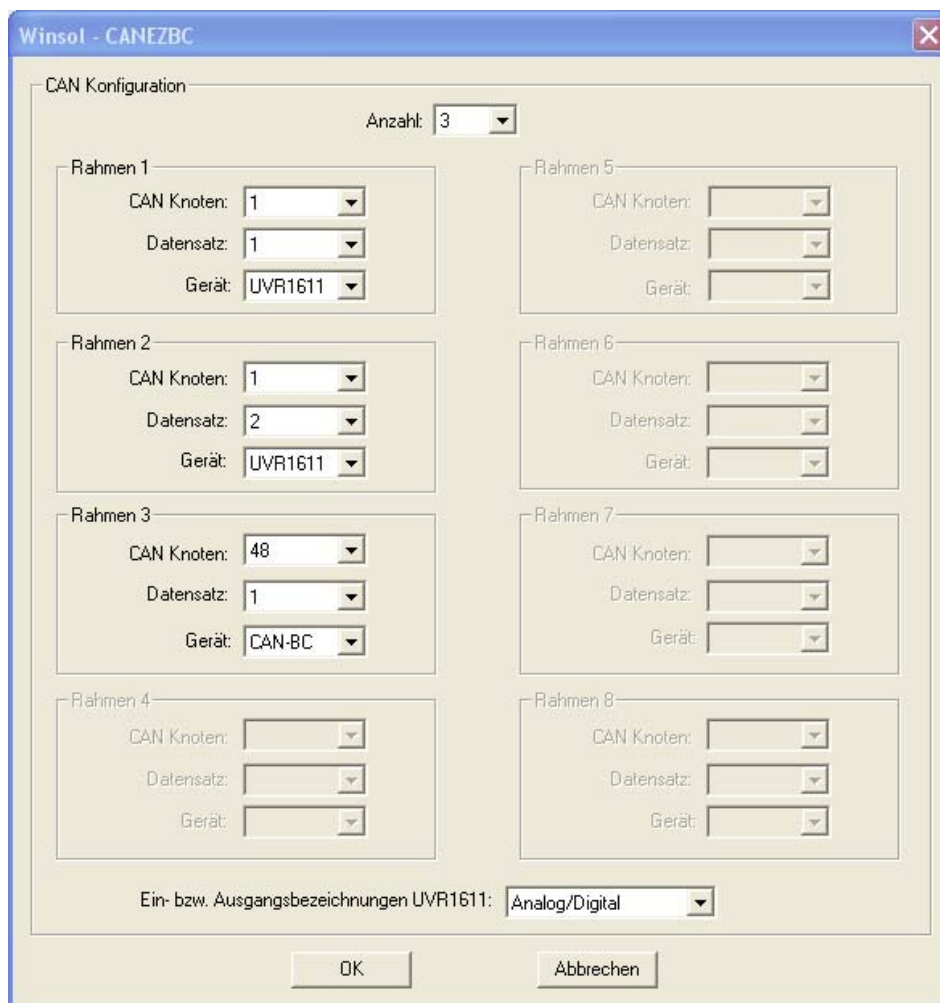 Winsol - CANEZBC
CAN Konfiguration
Anzahl: 3
Rahmen 1
CAN Knoten: 1
Datensatz: 1
Gerät: UVR1611
Rahmen 2
CAN Knoten: 1
Datensatz: 2
Gerät: UVR1611
Rahmen 3
CAN Knoten: 48
Datensatz: 1
Gerät: CAN-BC
Rahmen 4
CAN Knoten:
Datensatz:
Gerät:
Rahmen 5
CAN Knoten:
Datensatz:
Gerät:
Rahmen 6
CAN Knoten:
Datensatz:
Gerät:
Rahmen 7
CAN Knoten:
Datensatz:
Gerät:
Rahmen 8
CAN Knoten:
Datensatz:
Gerät:
Ein- bzw. Ausgangsbezeichnungen UVR1611: Analog/Digital
OK Abbrechen